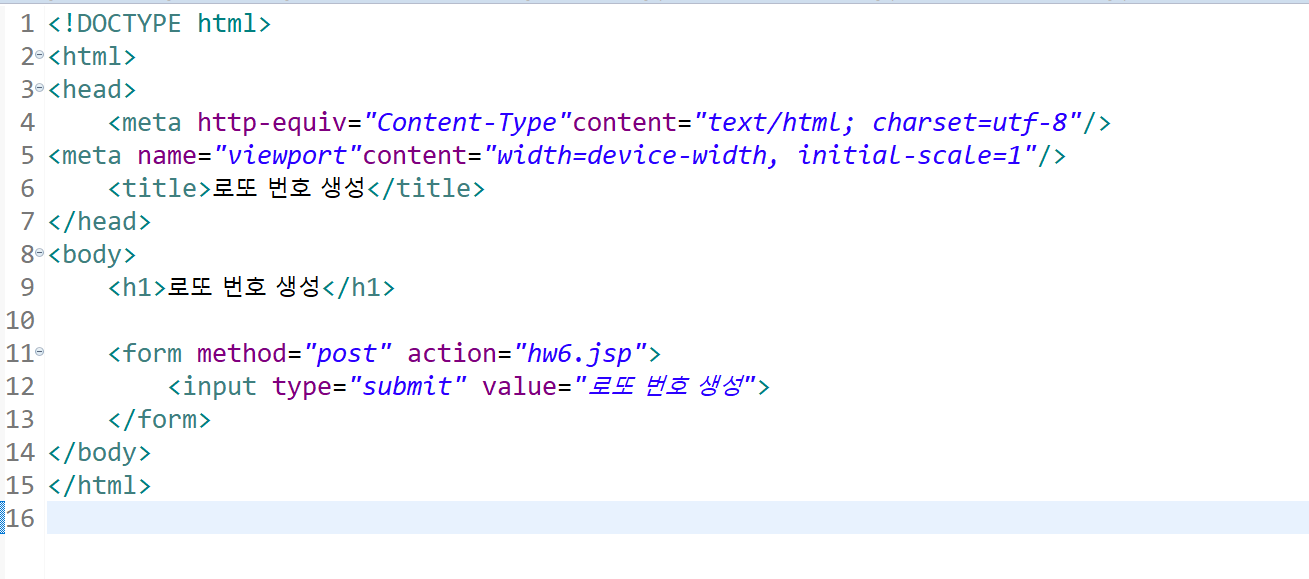 1 <!DOCTYPE html>
2 <html>
3 <head>
4     <meta http-equiv="Content-Type"content="text/html; charset=utf-8"/>
5 <meta name="viewport"content="width=device-width, initial-scale=1"/>
6     <title>로또 번호 생성</title>
7 </head>
8 <body>
9     <h1>로또 번호 생성</h1>
10
11     <form method="post" action="hw6.jsp">
12         <input type="submit" value="로또 번호 생성">
13     </form>
14 </body>
15 </html>
16